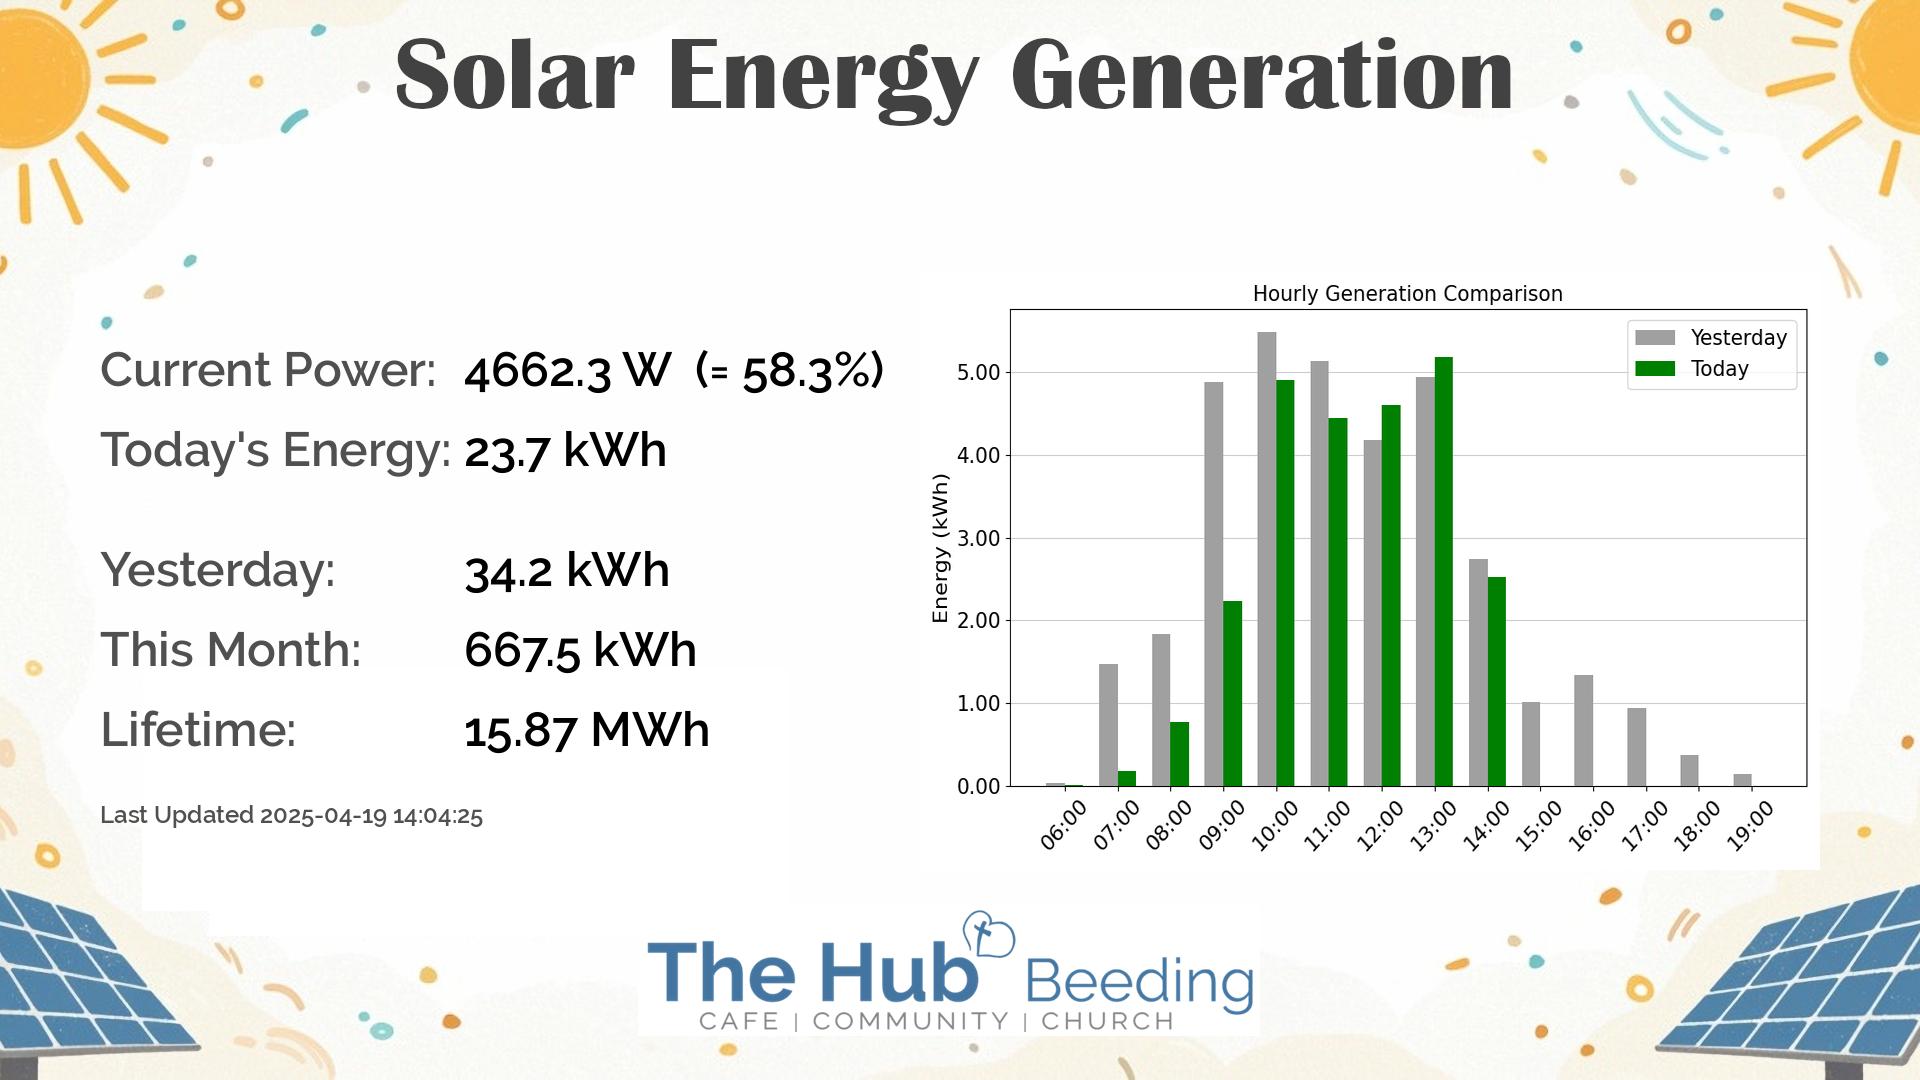 Solar Energy Generation
Current Power: 4662.3 W (= 58.3%)
Today's Energy: 23.7 kWh
Yesterday: 34.2 kWh
This Month: 667.5 kWh
Lifetime: 15.87 MWh
Last Updated 2025-04-19 14:04:25
Hourly Generation Comparison
Yesterday
Today
Energy (kWh)
5.00
4.00
3.00
2.00
1.00
0.00
06:00 07:00 08:00 09:00 10:00 11:00 12:00 13:00 14:00 15:00 16:00 17:00 18:00 19:00
The Hub Beeding
CAFE | COMMUNITY | CHURCH